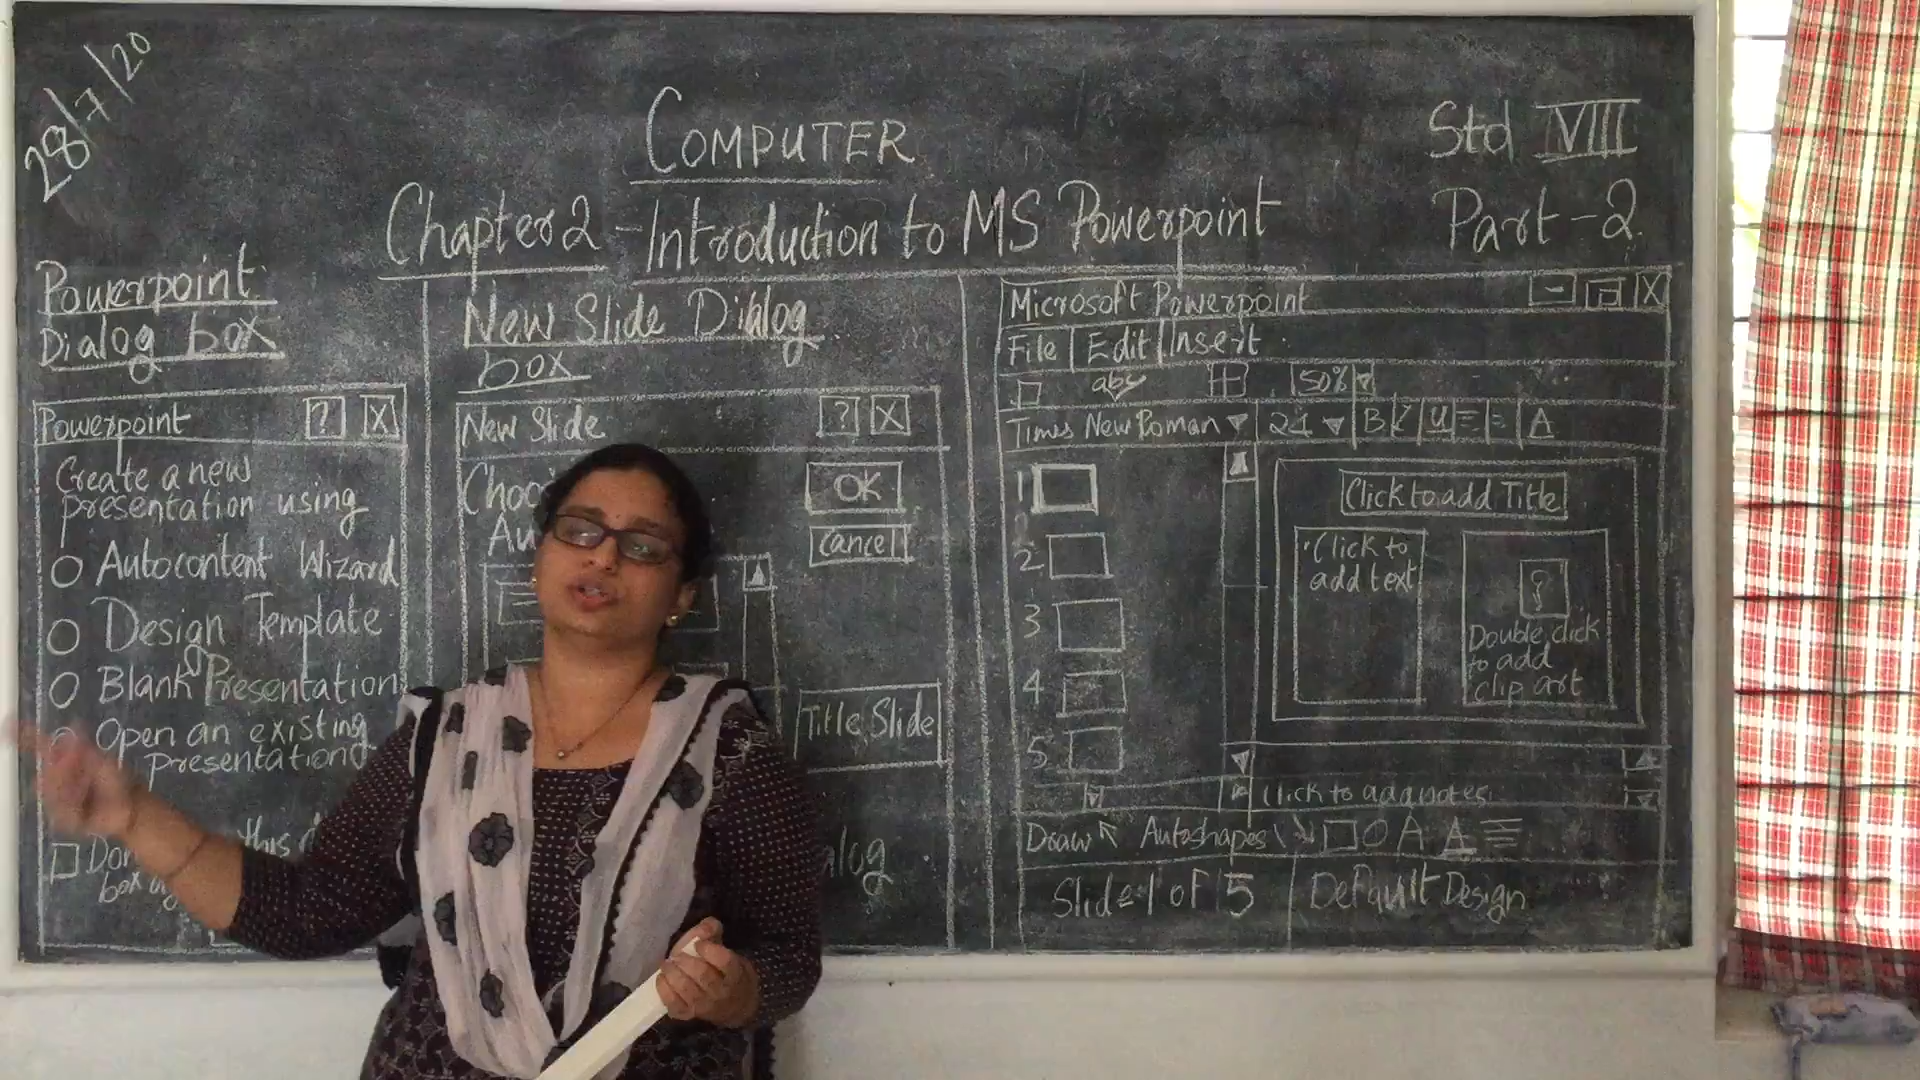 28/7/20
COMPUTER
Std VIII
Chapter 2 - Introduction to MS Powerpoint
Part - 2
Powerpoint
Dialog box
Powerpoint ? X
Create a new
presentation using
Autocontent Wizard
Design Template
Blank Presentation
Open an existing
presentation
this
box
New Slide Dialog
box
New Slide ? X
OK
Cancel
Title Slide
Microsoft Powerpoint - X
File | Edit | Insert
abc 50%
Times New Roman 24 B I U A
1
2
3
4
5
Click to add Title
• Click to
add text
?
Double click
to add
clip art
Click to add notes
Draw Autoshapes \ A A
Slide 1 of 5 | Default Design